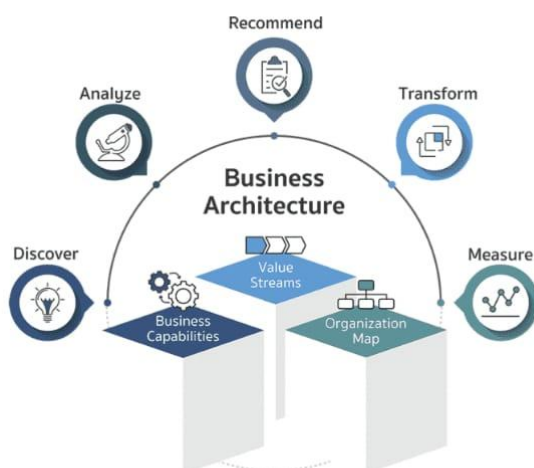 Recommend
Analyze
Transform
Business
Architecture
Discover
Measure
Value
Streams
Business
Capabilities
Organization
Map